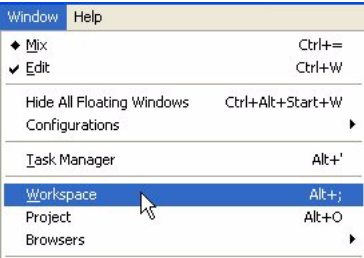 Window Help
Mix Ctrl+=
Edit Ctrl+W
Hide All Floating Windows Ctrl+Alt+Start+W
Configurations
Task Manager Alt+'
Workspace Alt+;
Project Alt+O
Browsers